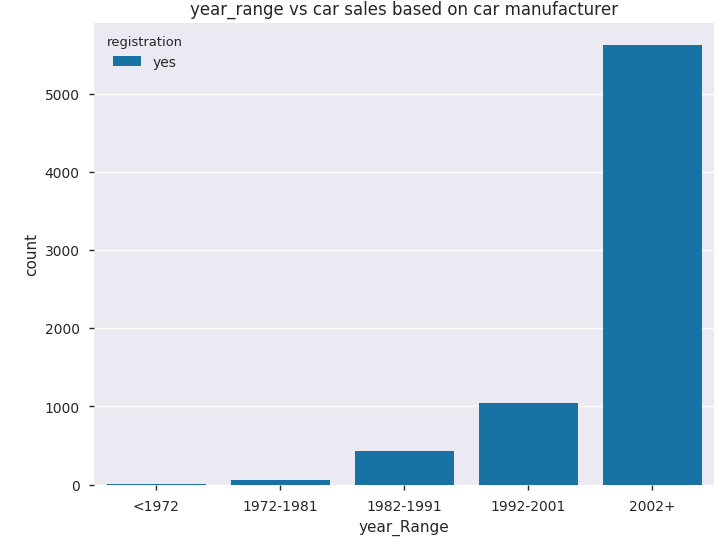 year_range vs car sales based on car manufacturer
registration
yes
count
5000
4000
3000
2000
1000
0
<1972
1972-1981
1982-1991
1992-2001
2002+
year_Range